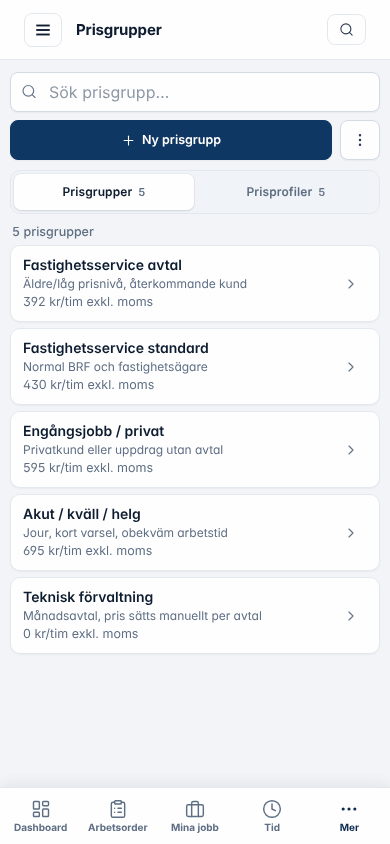 Prisgrupper
Sök prisgrupp...
+ Ny prisgrupp
Prisgrupper 5
Prisprofiler 5
5 prisgrupper
Fastighetsservice avtal
Äldre/låg prisnivå, återkommande kund
392 kr/tim exkl. moms
Fastighetsservice standard
Normal BRF och fastighetsägare
430 kr/tim exkl. moms
Engångsjobb / privat
Privatkund eller uppdrag utan avtal
595 kr/tim exkl. moms
Akut / kväll / helg
Jour, kort varsel, obekväm arbetstid
695 kr/tim exkl. moms
Teknisk förvaltning
Månadsavtal, pris sätts manuellt per avtal
0 kr/tim exkl. moms
Dashboard
Arbetsorder
Mina jobb
Tid
Mer